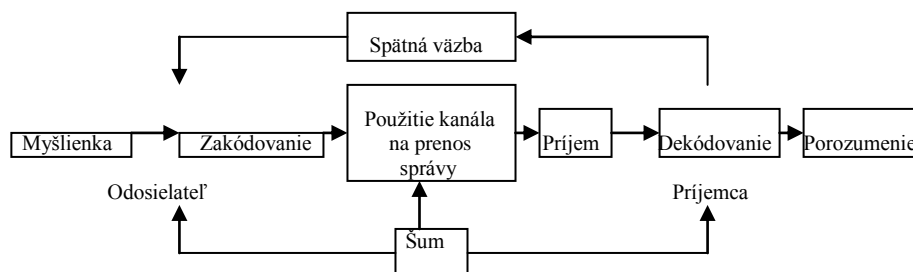 Spätná väzba
Myšlienka
Zakódovanie
Použitie kanála
na prenos
správy
Príjem
Dekódovanie
Porozumenie
Odosielateľ
Príjemca
Šum